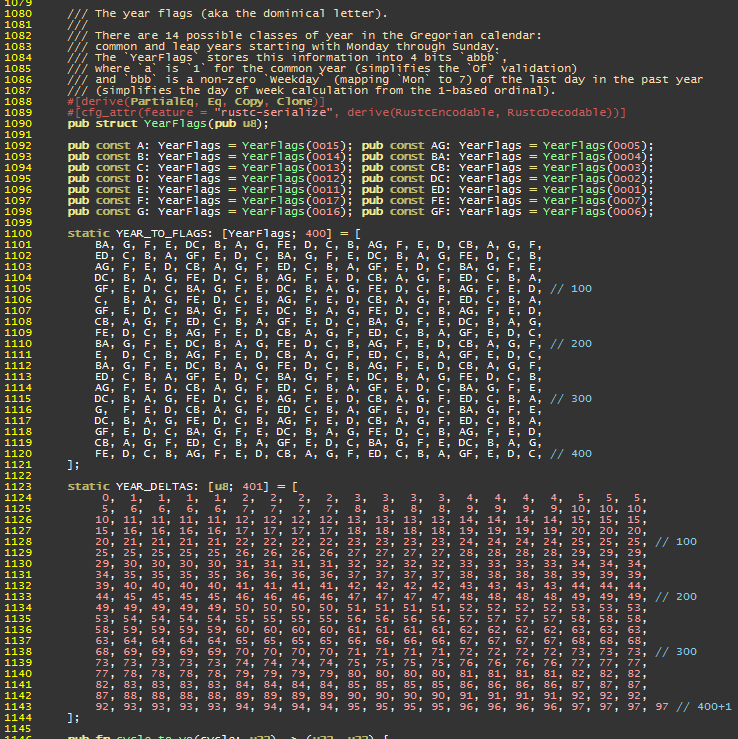 1079
1080 /// The year flags (aka the dominical letter).
1081 ///
1082 /// There are 14 possible classes of year in the Gregorian calendar:
1083 /// common and leap years starting with Monday through Sunday.
1084 /// The `YearFlags` stores this information into 4 bits `abbb`,
1085 /// where `a` is `1` for the common year (simplifies the `Of` validation)
1086 /// and `bbb` is a non-zero `Weekday` (mapping `Mon` to 7) of the last day in the past year
1087 /// (simplifies the day of week calculation from the 1-based ordinal).
1088 #[derive(PartialEq, Eq, Copy, Clone)]
1089 #[cfg_attr(feature = "rustc-serialize", derive(RustcEncodable, RustcDecodable))]
1090 pub struct YearFlags(pub u8);
1091
1092 pub const A: YearFlags = YearFlags(0o15); pub const AG: YearFlags = YearFlags(0o05);
1093 pub const B: YearFlags = YearFlags(0o14); pub const BA: YearFlags = YearFlags(0o04);
1094 pub const C: YearFlags = YearFlags(0o13); pub const CB: YearFlags = YearFlags(0o03);
1095 pub const D: YearFlags = YearFlags(0o12); pub const DC: YearFlags = YearFlags(0o02);
1096 pub const E: YearFlags = YearFlags(0o11); pub const ED: YearFlags = YearFlags(0o01);
1097 pub const F: YearFlags = YearFlags(0o17); pub const FE: YearFlags = YearFlags(0o07);
1098 pub const G: YearFlags = YearFlags(0o16); pub const GF: YearFlags = YearFlags(0o06);
1099
1100 static YEAR_TO_FLAGS: [YearFlags; 400] = [
1101 BA, G, F, E, DC, B, A, G, FE, D, C, B, AG, F, E, D, CB, A, G, F,
1102 ED, C, B, A, GF, E, D, C, BA, G, F, E, DC, B, A, G, FE, D, C, B,
1103 AG, F, E, D, CB, A, G, F, ED, C, B, A, GF, E, D, C, BA, G, F, E,
1104 DC, B, A, G, FE, D, C, B, AG, F, E, D, CB, A, G, F, ED, C, B, A,
1105 GF, E, D, C, BA, G, F, E, DC, B, A, G, FE, D, C, B, AG, F, E, D, // 100
1106 C, B, A, G, FE, D, C, B, AG, F, E, D, CB, A, G, F, ED, C, B, A,
1107 GF, E, D, C, BA, G, F, E, DC, B, A, G, FE, D, C, B, AG, F, E, D,
1108 CB, A, G, F, ED, C, B, A, GF, E, D, C, BA, G, F, E, DC, B, A, G,
1109 FE, D, C, B, AG, F, E, D, CB, A, G, F, ED, C, B, A, GF, E, D, C,
1110 BA, G, F, E, DC, B, A, G, FE, D, C, B, AG, F, E, D, CB, A, G, F, // 200
1111 E, D, C, B, AG, F, E, D, CB, A, G, F, ED, C, B, A, GF, E, D, C,
1112 BA, G, F, E, DC, B, A, G, FE, D, C, B, AG, F, E, D, CB, A, G, F,
1113 ED, C, B, A, GF, E, D, C, BA, G, F, E, DC, B, A, G, FE, D, C, B,
1114 AG, F, E, D, CB, A, G, F, ED, C, B, A, GF, E, D, C, BA, G, F, E,
1115 DC, B, A, G, FE, D, C, B, AG, F, E, D, CB, A, G, F, ED, C, B, A, // 300
1116 G, F, E, D, CB, A, G, F, ED, C, B, A, GF, E, D, C, BA, G, F, E,
1117 DC, B, A, G, FE, D, C, B, AG, F, E, D, CB, A, G, F, ED, C, B, A,
1118 GF, E, D, C, BA, G, F, E, DC, B, A, G, FE, D, C, B, AG, F, E, D,
1119 CB, A, G, F, ED, C, B, A, GF, E, D, C, BA, G, F, E, DC, B, A, G,
1120 FE, D, C, B, AG, F, E, D, CB, A, G, F, ED, C, B, A, GF, E, D, C, // 400
1121 ];
1122
1123 static YEAR_DELTAS: [u8; 401] = [
1124 0, 1, 1, 1, 1, 2, 2, 2, 2, 3, 3, 3, 3, 4, 4, 4, 4, 5, 5, 5,
1125 5, 6, 6, 6, 6, 7, 7, 7, 7, 8, 8, 8, 8, 9, 9, 9, 9, 10, 10, 10,
1126 10, 11, 11, 11, 11, 12, 12, 12, 12, 13, 13, 13, 13, 14, 14, 14, 14, 15, 15, 15,
1127 15, 16, 16, 16, 16, 17, 17, 17, 17, 18, 18, 18, 18, 19, 19, 19, 19, 20, 20, 20,
1128 20, 21, 21, 21, 21, 22, 22, 22, 22, 23, 23, 23, 23, 24, 24, 24, 24, 25, 25, 25, // 100
1129 25, 25, 25, 25, 25, 26, 26, 26, 26, 27, 27, 27, 27, 28, 28, 28, 28, 29, 29, 29,
1130 29, 30, 30, 30, 30, 31, 31, 31, 31, 32, 32, 32, 32, 33, 33, 33, 33, 34, 34, 34,
1131 34, 35, 35, 35, 35, 36, 36, 36, 36, 37, 37, 37, 37, 38, 38, 38, 38, 39, 39, 39,
1132 39, 40, 40, 40, 40, 41, 41, 41, 41, 42, 42, 42, 42, 43, 43, 43, 43, 44, 44, 44,
1133 44, 45, 45, 45, 45, 46, 46, 46, 46, 47, 47, 47, 47, 48, 48, 48, 48, 49, 49, 49, // 200
1134 49, 49, 49, 49, 49, 50, 50, 50, 50, 51, 51, 51, 51, 52, 52, 52, 52, 53, 53, 53,
1135 53, 54, 54, 54, 54, 55, 55, 55, 55, 56, 56, 56, 56, 57, 57, 57, 57, 58, 58, 58,
1136 58, 59, 59, 59, 59, 60, 60, 60, 60, 61, 61, 61, 61, 62, 62, 62, 62, 63, 63, 63,
1137 63, 64, 64, 64, 64, 65, 65, 65, 65, 66, 66, 66, 66, 67, 67, 67, 67, 68, 68, 68,
1138 68, 69, 69, 69, 69, 70, 70, 70, 70, 71, 71, 71, 71, 72, 72, 72, 72, 73, 73, 73, // 300
1139 73, 73, 73, 73, 73, 74, 74, 74, 74, 75, 75, 75, 75, 76, 76, 76, 76, 77, 77, 77,
1140 77, 78, 78, 78, 78, 79, 79, 79, 79, 80, 80, 80, 80, 81, 81, 81, 81, 82, 82, 82,
1141 82, 83, 83, 83, 83, 84, 84, 84, 84, 85, 85, 85, 85, 86, 86, 86, 86, 87, 87, 87,
1142 87, 88, 88, 88, 88, 89, 89, 89, 89, 90, 90, 90, 90, 91, 91, 91, 91, 92, 92, 92,
1143 92, 93, 93, 93, 93, 94, 94, 94, 94, 95, 95, 95, 95, 96, 96, 96, 96, 97, 97, 97, 97 // 400+1
1144 ];
1145